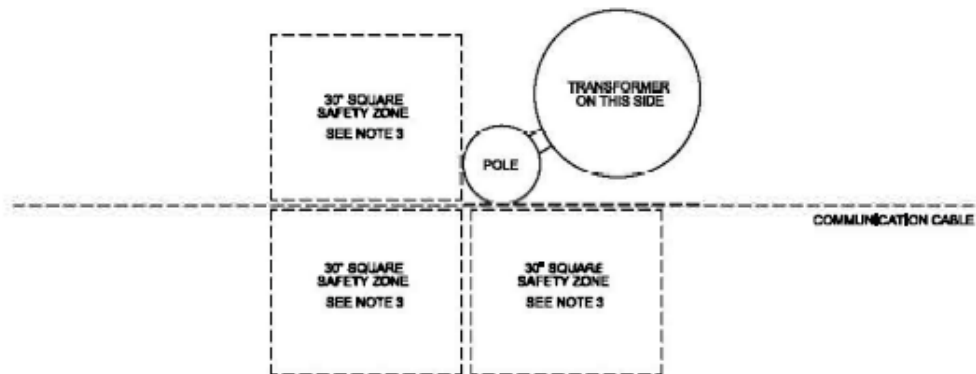 30" SQUARE
SAFETY ZONE
SEE NOTE 3
TRANSFORMER
ON THIS SIDE
POLE
COMMUNICATION CABLE
30" SQUARE
SAFETY ZONE
SEE NOTE 3
30" SQUARE
SAFETY ZONE
SEE NOTE 3